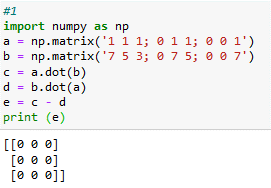 #1
import numpy as np
a = np.matrix('1 1 1; 0 1 1; 0 0 1')
b = np.matrix('7 5 3; 0 7 5; 0 0 7')
c = a.dot(b)
d = b.dot(a)
e = c - d
print (e)
[[0 0 0]
[0 0 0]
[0 0 0]]